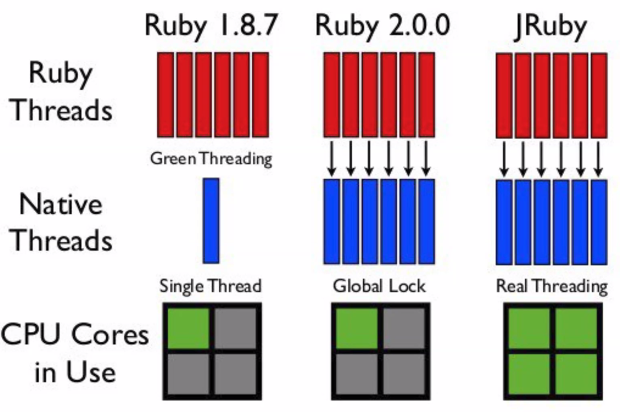 Ruby 1.8.7
Ruby 2.0.0
JRuby
Ruby
Threads
Green Threading
Native
Threads
Single Thread
Global Lock
Real Threading
CPU Cores
in Use